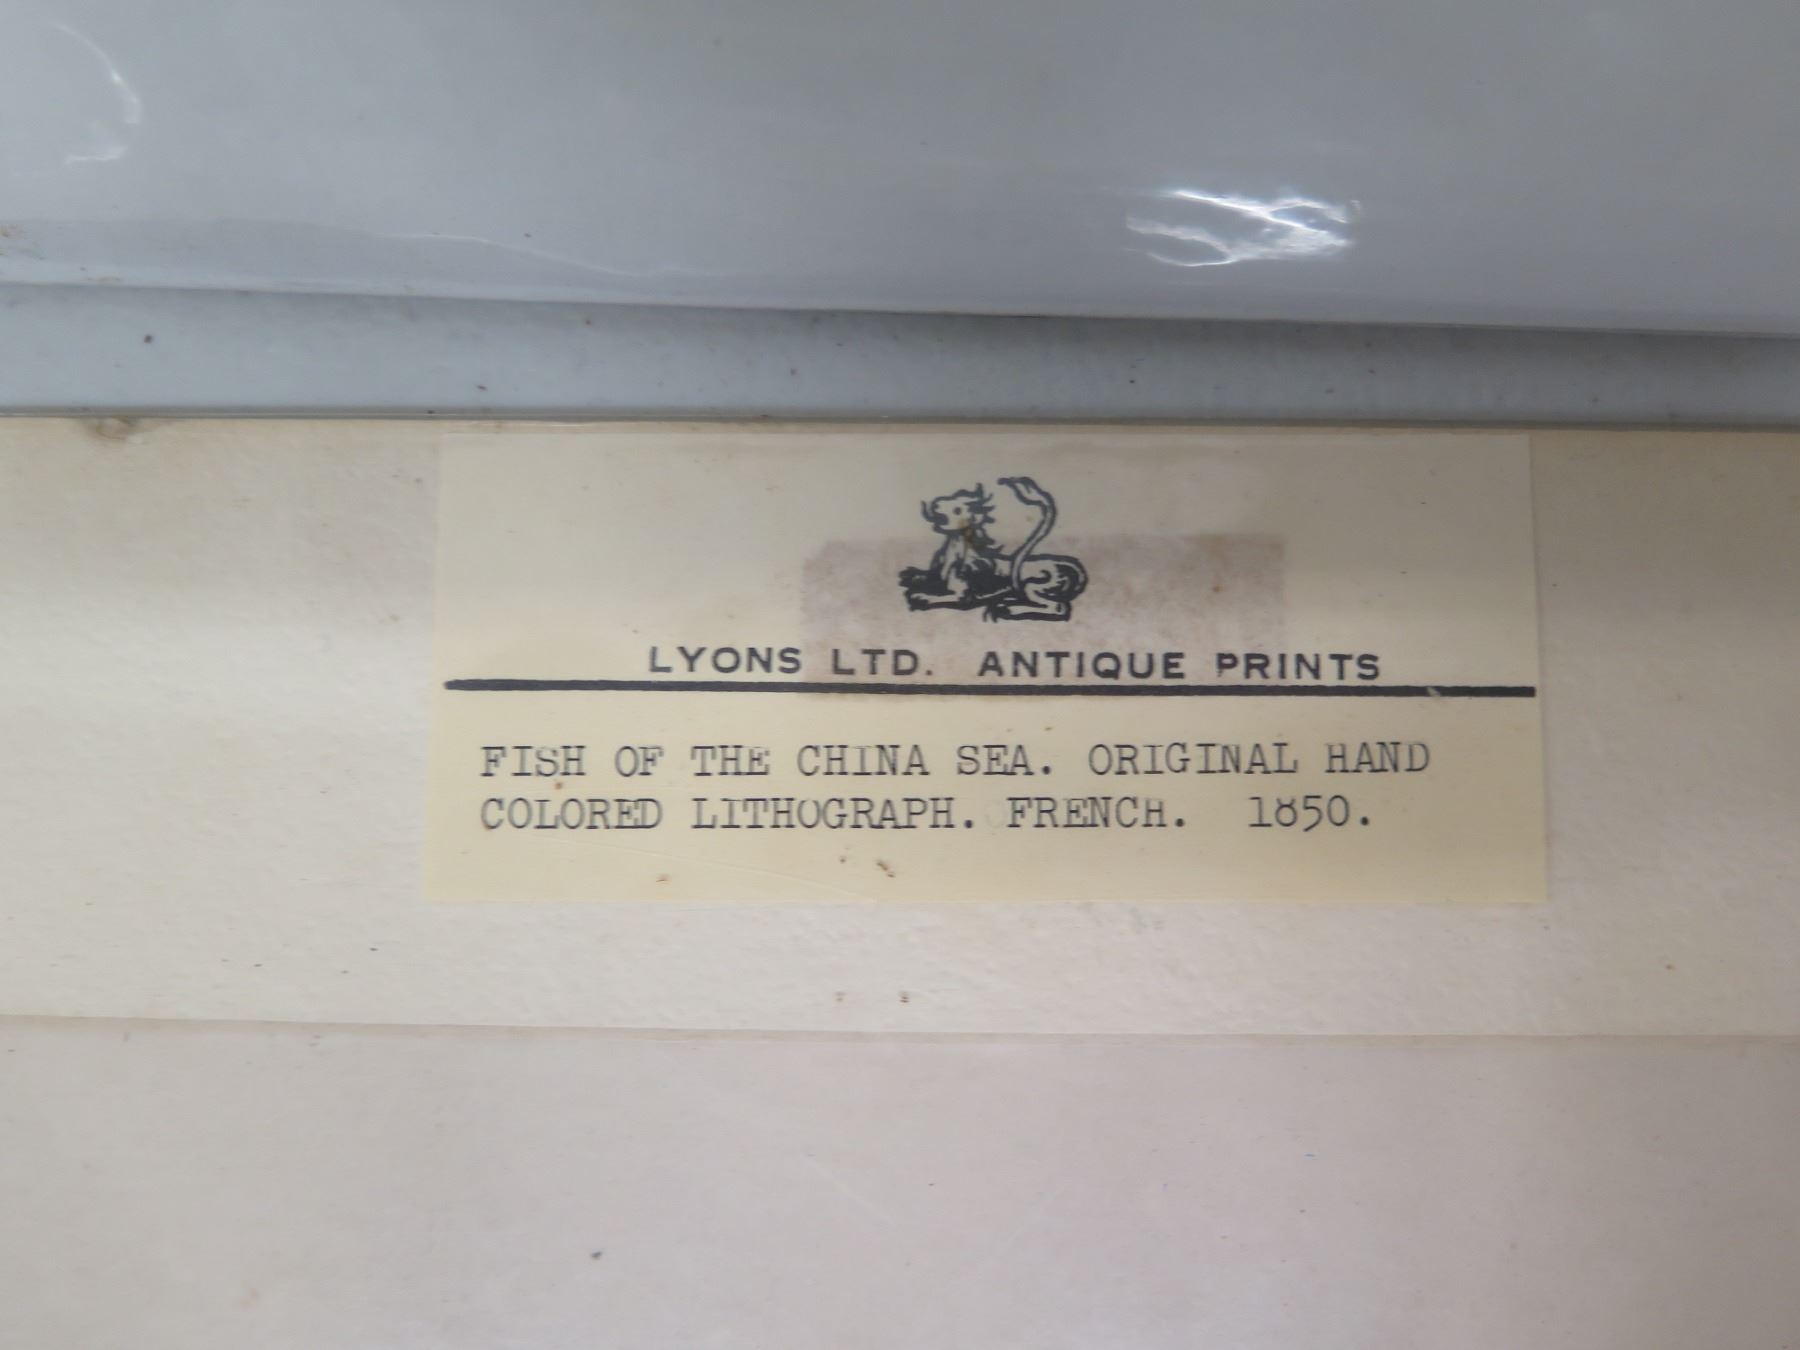 LYONS LTD. ANTIQUE PRINTS
FISH OF THE CHINA SEA. ORIGINAL HAND
COLORED LITHOGRAPH. FRENCH. 1850.